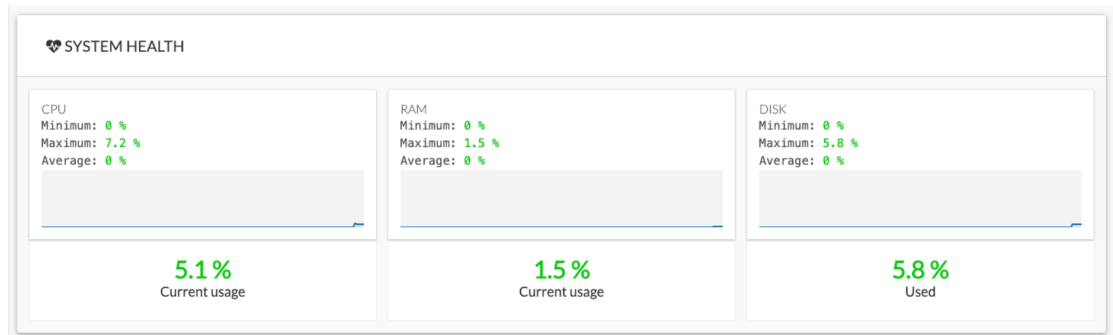 SYSTEM HEALTH
CPU
Minimum: 0 %
Maximum: 7.2 %
Average: 0 %
5.1 %
Current usage
RAM
Minimum: 0 %
Maximum: 1.5 %
Average: 0 %
1.5 %
Current usage
DISK
Minimum: 0 %
Maximum: 5.8 %
Average: 0 %
5.8 %
Used